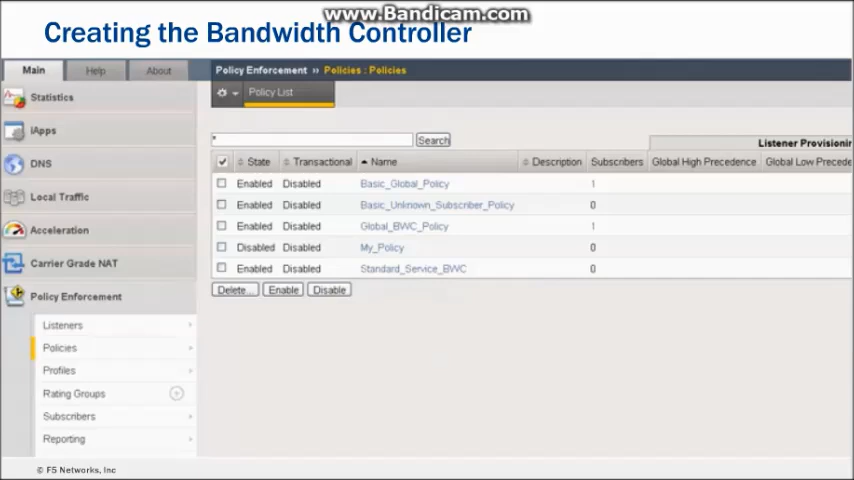 www.Bandicam.com
Creating the Bandwidth Controller
Main Help About
Policy Enforcement ›› Policies : Policies
Policy List
Statistics
iApps
DNS
Local Traffic
Acceleration
Carrier Grade NAT
Policy Enforcement
Listeners
Policies
Profiles
Rating Groups
Subscribers
Reporting
* Search
Listener Provisionin
State Transactional Name Description Subscribers Global High Precedence Global Low Precede
Enabled Disabled Basic_Global_Policy 1
Enabled Disabled Basic_Unknown_Subscriber_Policy 0
Enabled Disabled Global_BWC_Policy 1
Disabled Disabled My_Policy 0
Enabled Disabled Standard_Service_BWC 0
Delete... Enable Disable
© F5 Networks, Inc